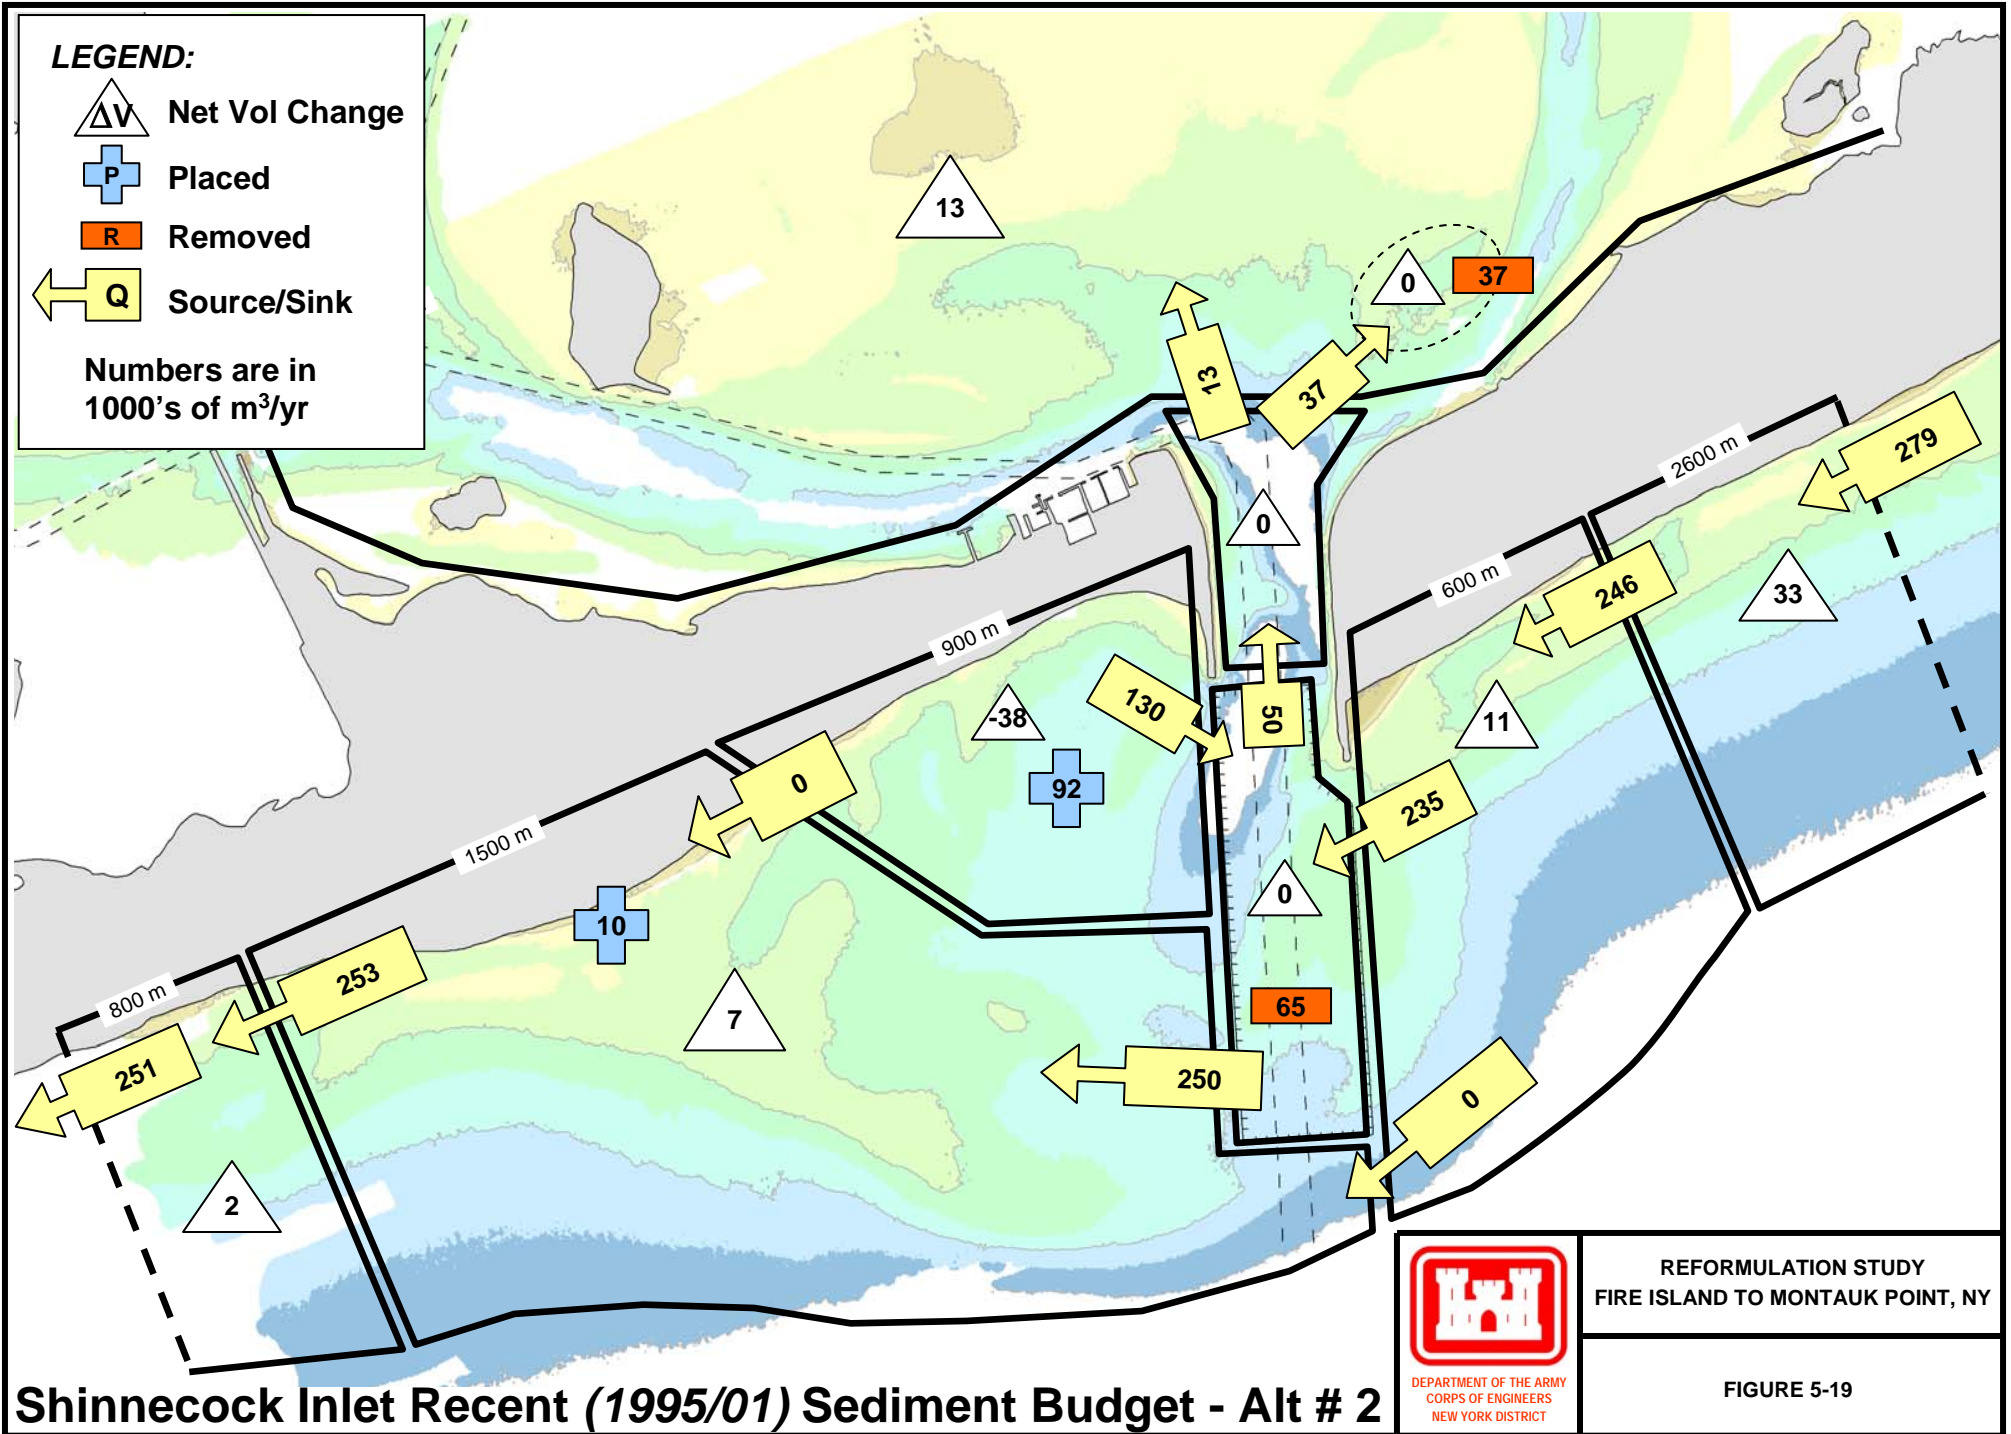 LEGEND:
ΔV Net Vol Change
P Placed
R Removed
Q Source/Sink
Numbers are in
1000's of m³/yr
13
0
37
13
37
279
2600 m
0
246
33
600 m
900 m
130
50
-38
11
92
235
0
1500 m
0
10
65
253
7
800 m
250
251
0
2
Shinnecock Inlet Recent (1995/01) Sediment Budget - Alt # 2
DEPARTMENT OF THE ARMY
CORPS OF ENGINEERS
NEW YORK DISTRICT
REFORMULATION STUDY
FIRE ISLAND TO MONTAUK POINT, NY
FIGURE 5-19